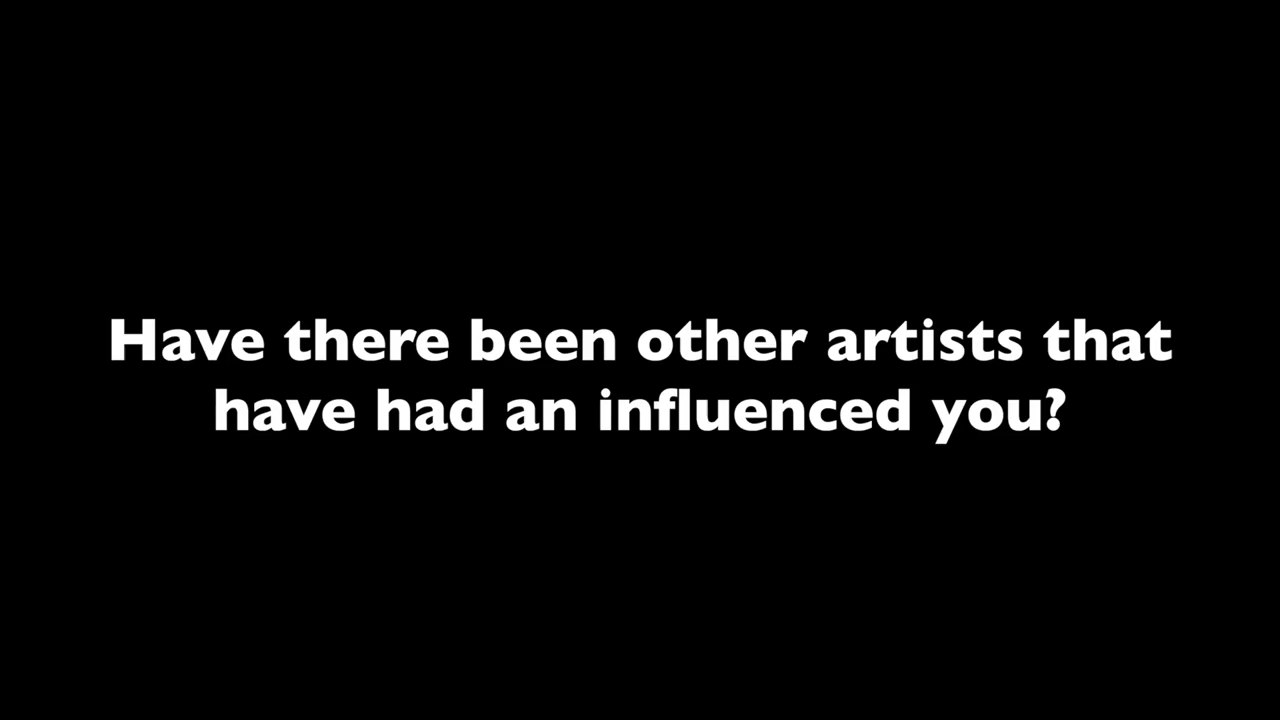 Have there been other artists that
have had an influenced you?